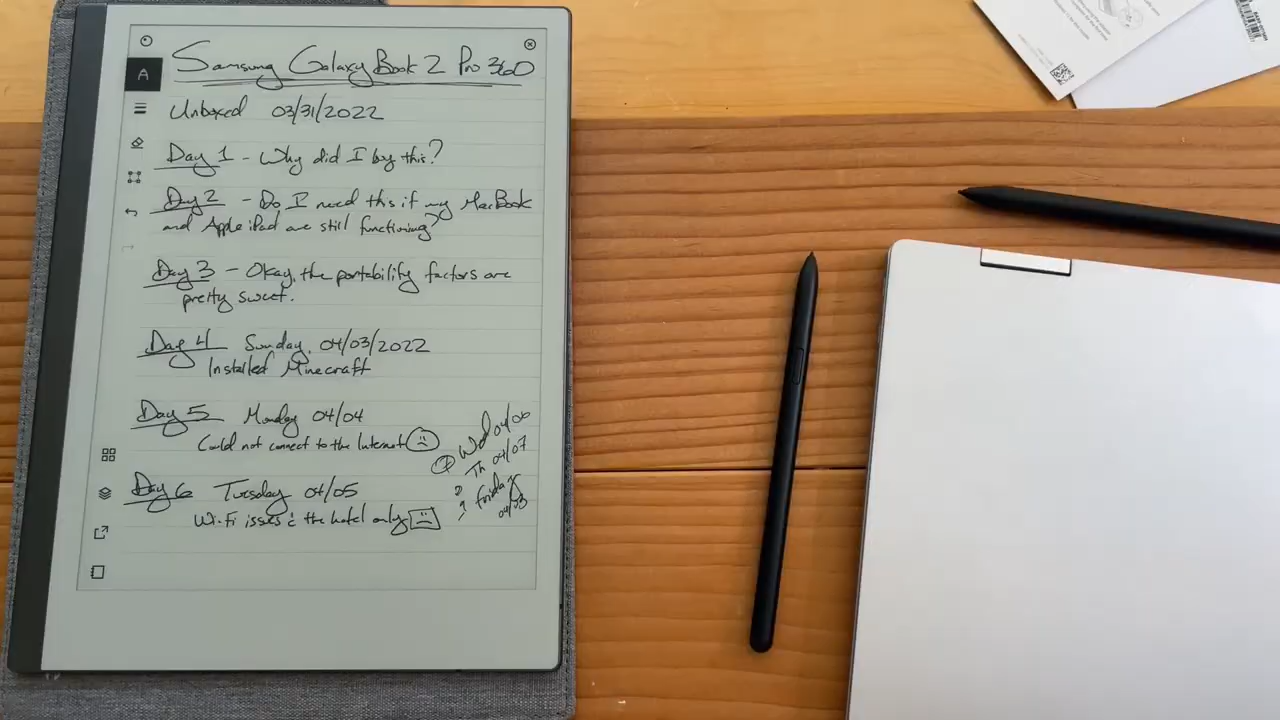 Samsung Galaxy Book 2 Pro 360
Unboxed 03/31/2022
Day 1 - Why did I by this?
Day 2 - Do I need this if my MacBook
and Apple iPad are still functioning?
Day 3 - Okay, the portability factors are
pretty sweet.
Day 4 Sunday, 04/03/2022
Installed Minecraft
Day 5 Monday 04/04
Could not connect to the Internet
Day 6 Tuesday 04/05
Wi-Fi issues @ the hotel only
Wed 04/06
Th 04/07
Friday